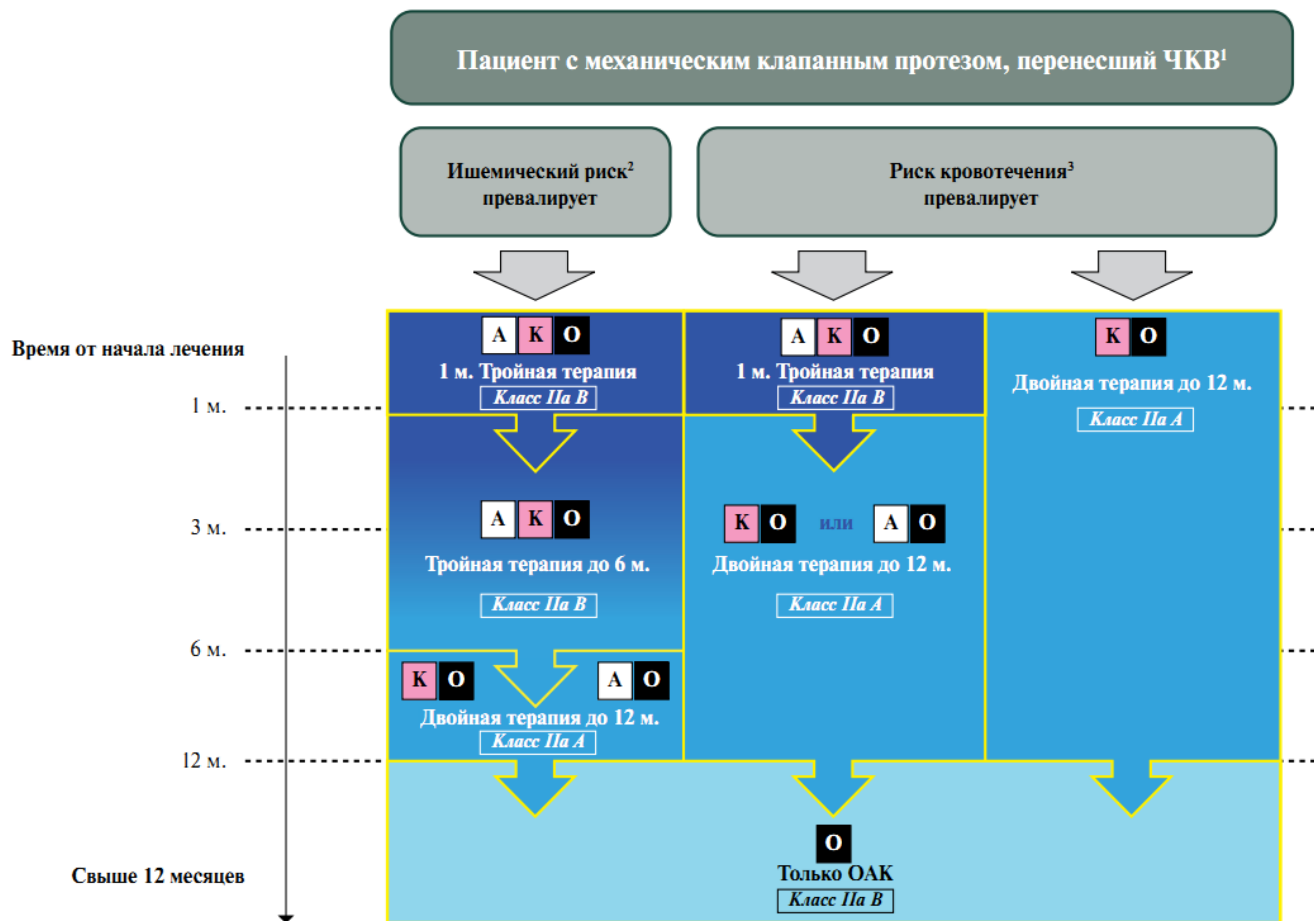 Пациент с механическим клапанным протезом, перенесший ЧКВ¹
Ишемический риск²
превалирует
Риск кровотечения³
превалирует
Время от начала лечения
А К О
1 м. Тройная терапия
Класс IIa B
А К О
1 м. Тройная терапия
Класс IIa B
К О
Двойная терапия до 12 м.
Класс IIa A
1 м.
3 м.
А К О
Тройная терапия до 6 м.
Класс IIa B
К О или А О
Двойная терапия до 12 м.
Класс IIa A
6 м.
К О А О
Двойная терапия до 12 м.
Класс IIa A
12 м.
Свыше 12 месяцев
О
Только ОАК
Класс IIa B